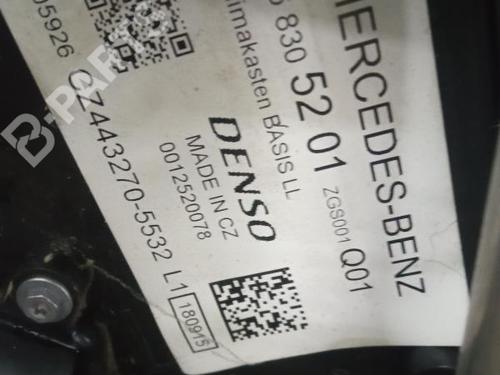 MERCEDES-BENZ
830 52 01 ZGS001 Q01
BASIS LL
DENSO
MADE IN CZ
0012520078
05926 CZ443270-5532 L1 180915
B-PARTS